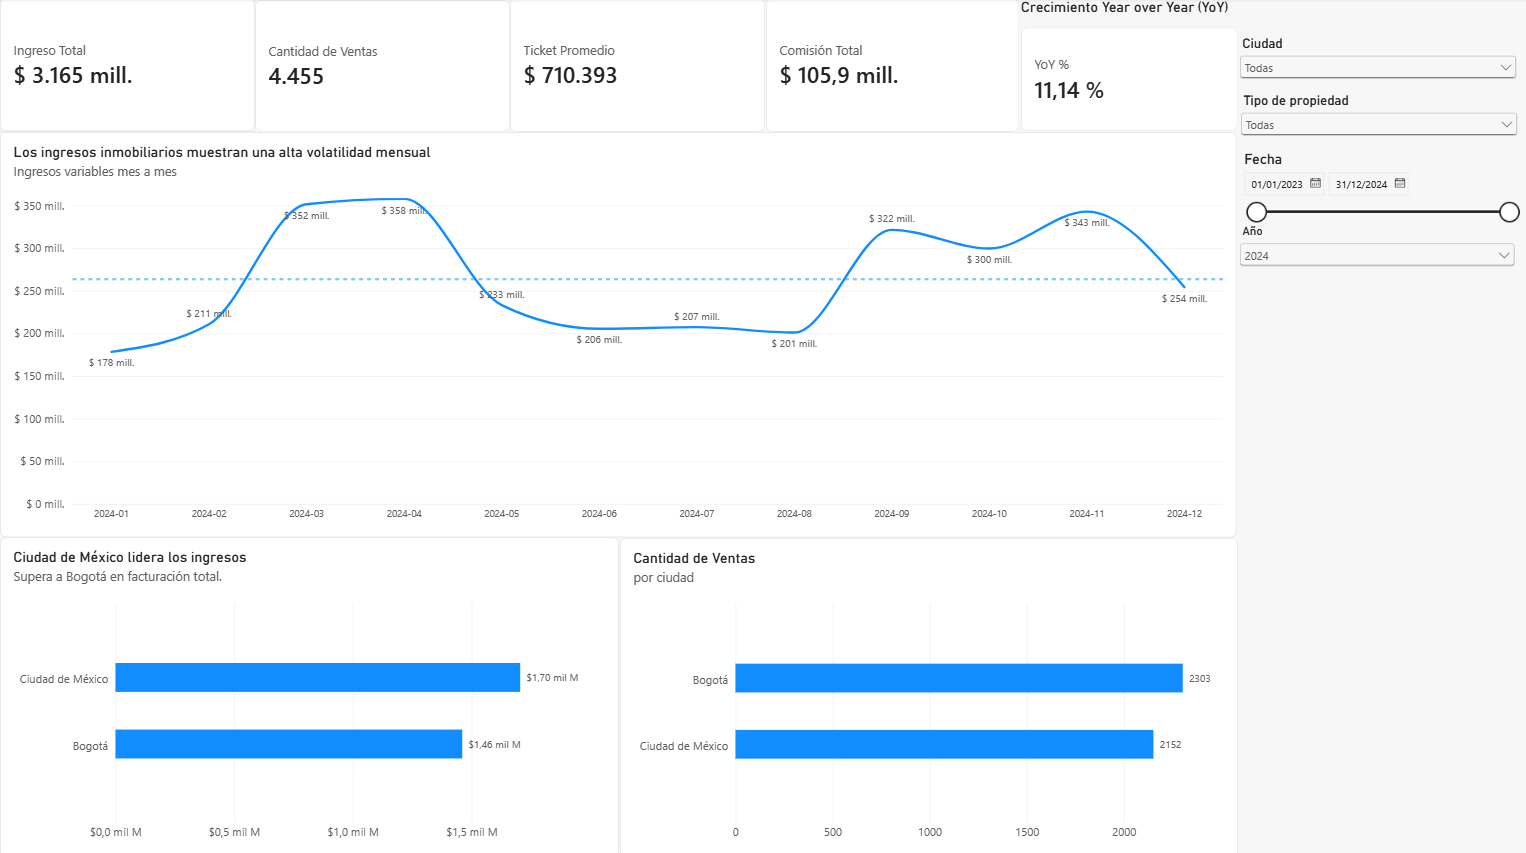 Ingreso Total
$ 3.165 mill.
Cantidad de Ventas
4.455
Ticket Promedio
$ 710.393
Comisión Total
$ 105,9 mill.
Crecimiento Year over Year (YoY)
YoY %
11,14 %
Ciudad
Todas
Tipo de propiedad
Todas
Fecha
01/01/2023 31/12/2024
Año
2024
Los ingresos inmobiliarios muestran una alta volatilidad mensual
Ingresos variables mes a mes
$ 350 mill.
$ 300 mill.
$ 250 mill.
$ 200 mill.
$ 150 mill.
$ 100 mill.
$ 50 mill.
$ 0 mill.
$ 178 mill.
$ 211 mill.
$ 352 mill.
$ 358 mill.
$ 233 mill.
$ 206 mill.
$ 207 mill.
$ 201 mill.
$ 322 mill.
$ 300 mill.
$ 343 mill.
$ 254 mill.
2024-01 2024-02 2024-03 2024-04 2024-05 2024-06 2024-07 2024-08 2024-09 2024-10 2024-11 2024-12
Ciudad de México lidera los ingresos
Supera a Bogotá en facturación total.
Ciudad de México $1,70 mil M
Bogotá $1,46 mil M
$0,0 mil M $0,5 mil M $1,0 mil M $1,5 mil M
Cantidad de Ventas
por ciudad
Bogotá 2303
Ciudad de México 2152
0 500 1000 1500 2000